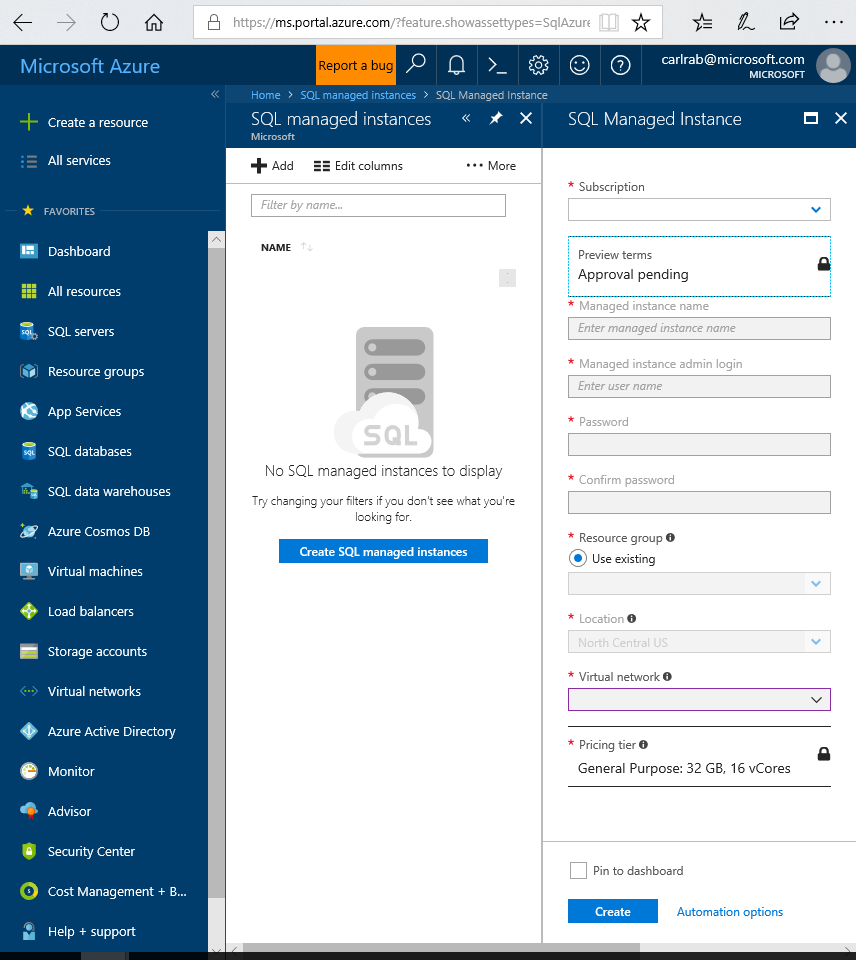 https://ms.portal.azure.com/?feature.showassettypes=SqlAzure
Microsoft Azure
Report a bug
carlrab@microsoft.com
MICROSOFT
Create a resource
All services
FAVORITES
Dashboard
All resources
SQL servers
Resource groups
App Services
SQL databases
SQL data warehouses
Azure Cosmos DB
Virtual machines
Load balancers
Storage accounts
Virtual networks
Azure Active Directory
Monitor
Advisor
Security Center
Cost Management + B...
Help + support
Home > SQL managed instances > SQL Managed Instance
SQL managed instances
Microsoft
Add
Edit columns
More
Filter by name...
NAME
SQL
No SQL managed instances to display
Try changing your filters if you don't see what you're
looking for.
Create SQL managed instances
SQL Managed Instance
* Subscription
Preview terms
Approval pending
* Managed instance name
Enter managed instance name
* Managed instance admin login
Enter user name
* Password
* Confirm password
* Resource group
Use existing
* Location
North Central US
* Virtual network
* Pricing tier
General Purpose: 32 GB, 16 vCores
Pin to dashboard
Create
Automation options